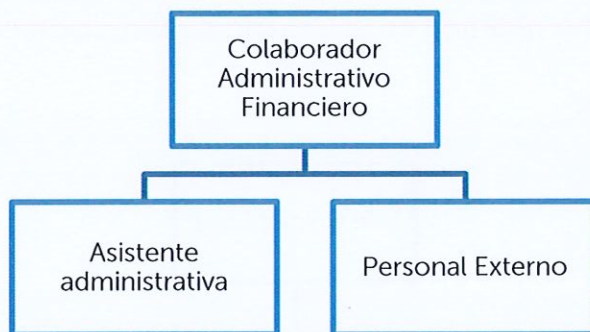 Colaborador
Administrativo
Financiero
Asistente
administrativa
Personal Externo